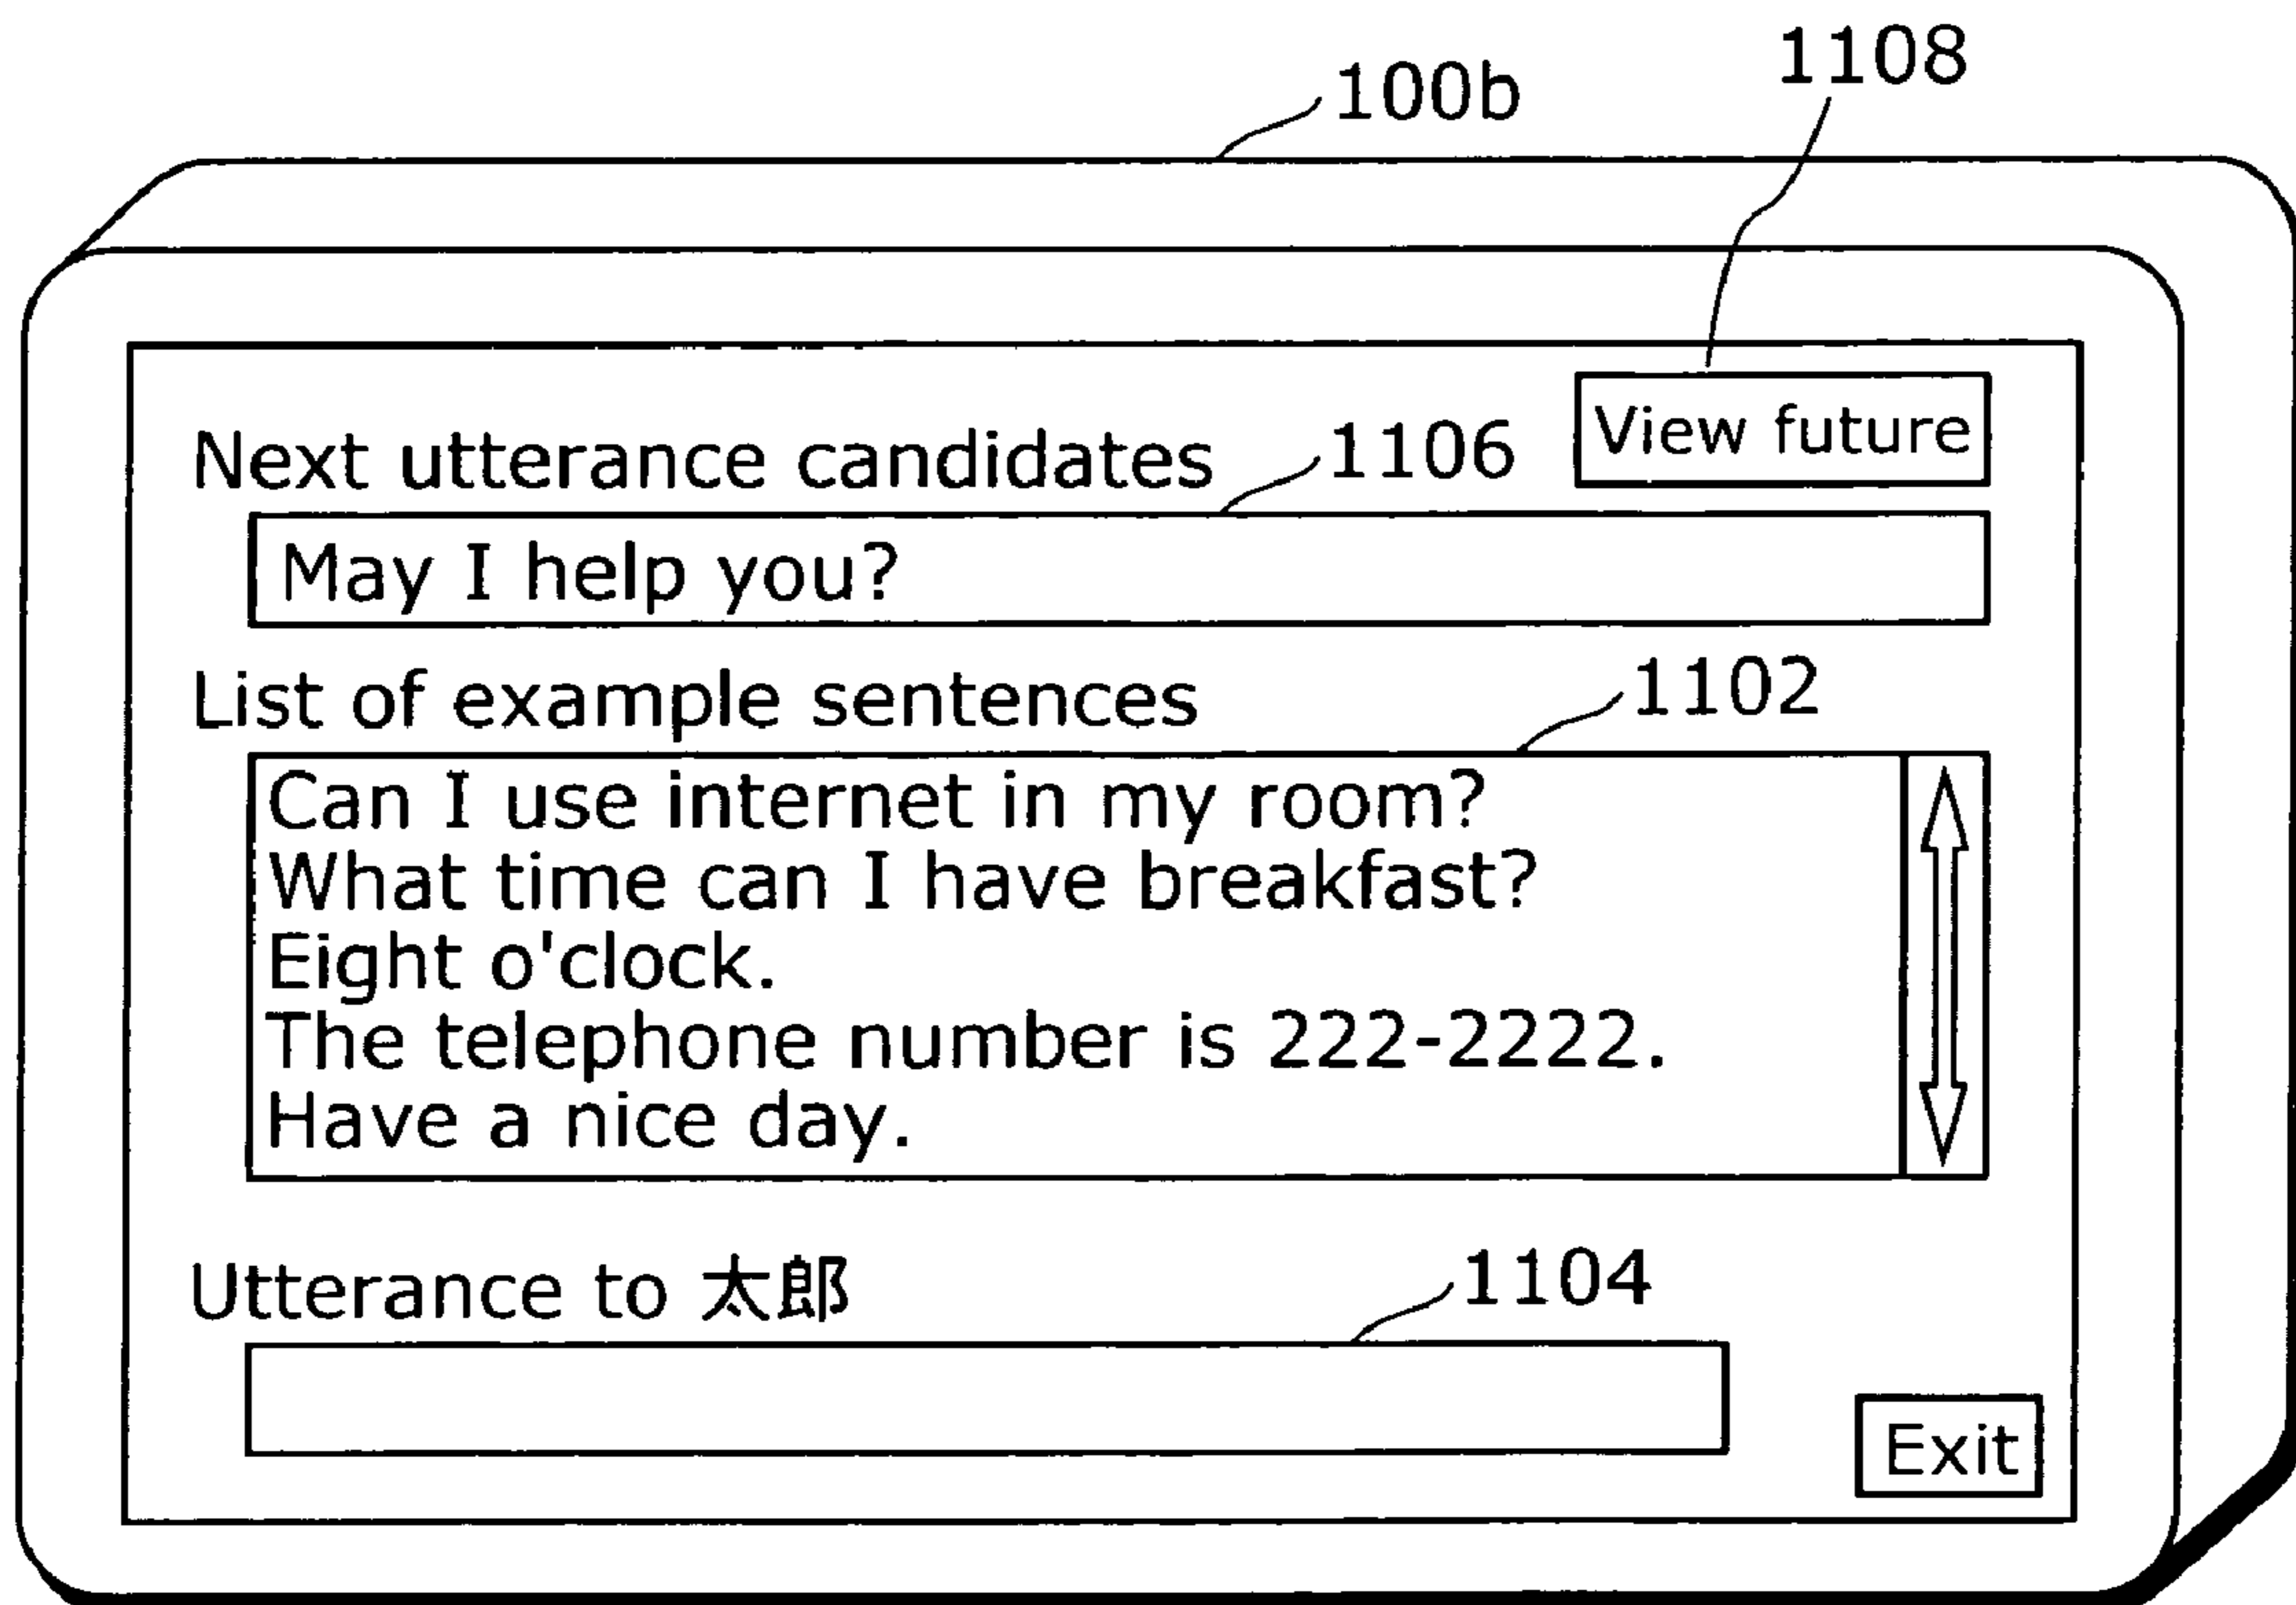 1108
100b
View future
Next utterance candidates 1106
May I help you?
List of example sentences 1102
Can I use internet in my room?
What time can I have breakfast?
Eight o'clock.
The telephone number is 222-2222.
Have a nice day.
Utterance to 太郎 1104
Exit